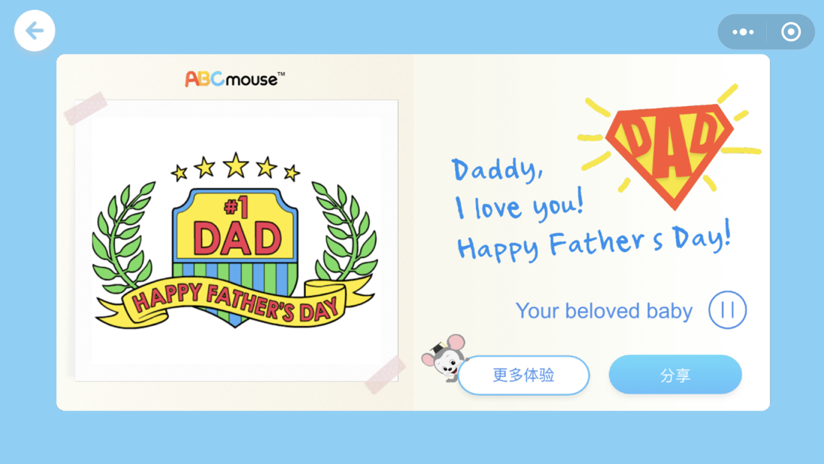 ABCmouse™
#1
DAD
HAPPY FATHER'S DAY
DAD
Daddy,
I love you!
Happy Father s Day!
Your beloved baby
更多体验
分享